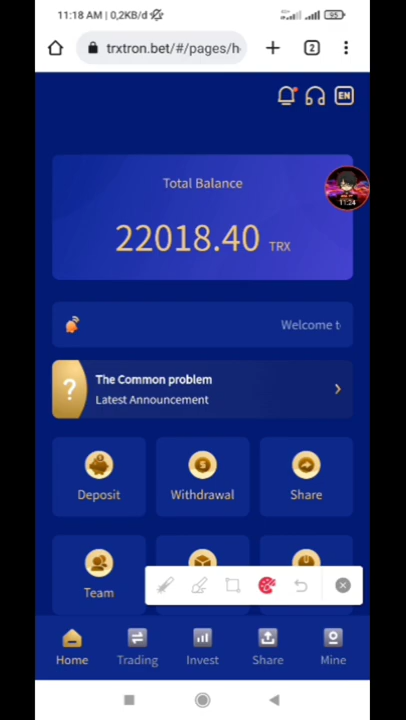 11:18 AM | 0,2KB/d
95
trxtron.bet/#/pages/h
2
EN
Total Balance
11:24
22018.40 TRX
Welcome t
The Common problem
Latest Announcement
Deposit
Withdrawal
Share
Team
Home
Trading
Invest
Share
Mine